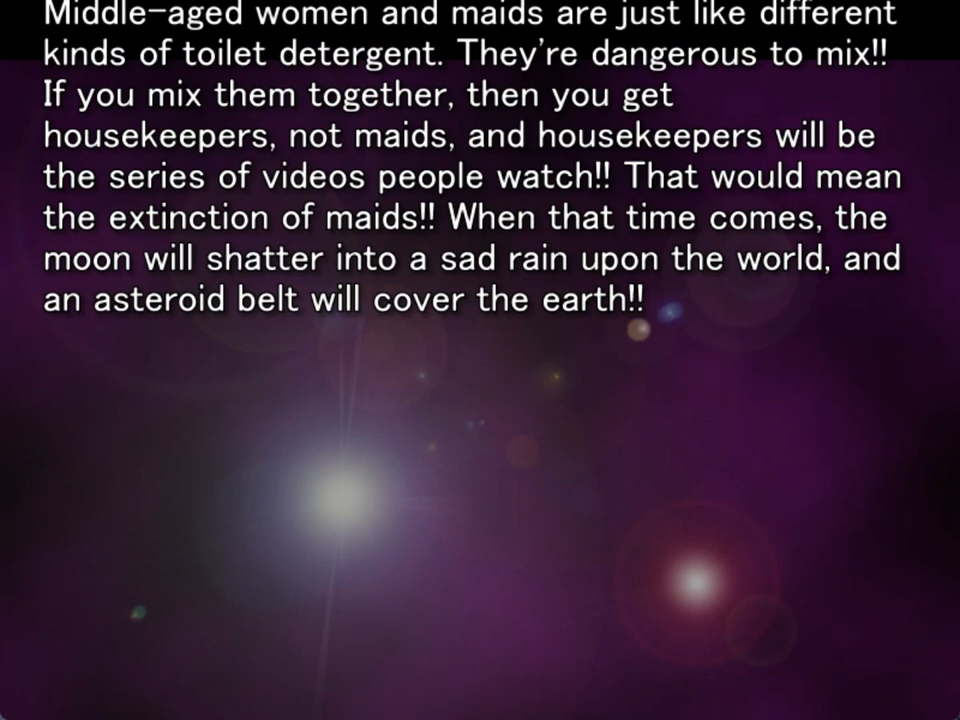 Middle-aged women and maids are just like different
kinds of toilet detergent. They're dangerous to mix!!
If you mix them together, then you get
housekeepers, not maids, and housekeepers will be
the series of videos people watch!! That would mean
the extinction of maids!! When that time comes, the
moon will shatter into a sad rain upon the world, and
an asteroid belt will cover the earth!!